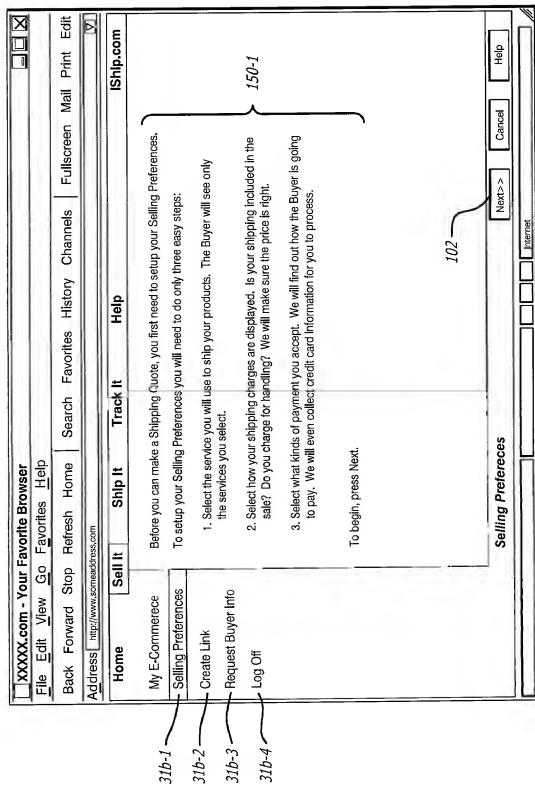 XXXXX.com - Your Favorite Browser
File Edit View Go Favorites Help
Back Forward Stop Refresh Home Search Favorites History Channels Fullscreen Mail Print Edit
Address http://www.someaddress.com
Home Sell It Ship It Track It Help IShip.com
My E-Commerece
Selling Preferences
Create Link
Request Buyer Info
Log Off
31b-1
31b-2
31b-3
31b-4
Before you can make a Shipping Quote, you first need to setup your Selling Preferences.
To setup your Selling Preferences you will need to do only three easy steps:
1. Select the service you will use to ship your products. The Buyer will see only
the services you select.
2. Select how your shipping charges are displayed. Is your shipping included in the
sale? Do you charge for handling? We will make sure the price is right.
3. Select what kinds of payment you accept. We will find out how the Buyer is going
to pay. We will even collect credit card Information for you to process.
To begin, press Next.
150-1
102
Selling Prefereces
Next>> Cancel Help
Internet